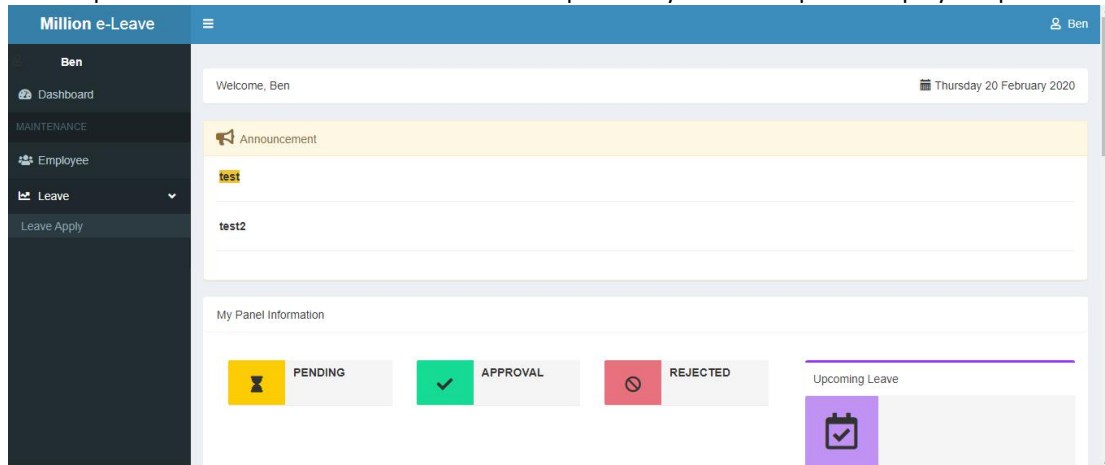 Million e-Leave
Ben
Ben
Dashboard
MAINTENANCE
Employee
Leave
Leave Apply
Welcome, Ben
Thursday 20 February 2020
Announcement
test
test2
My Panel Information
PENDING
APPROVAL
REJECTED
Upcoming Leave